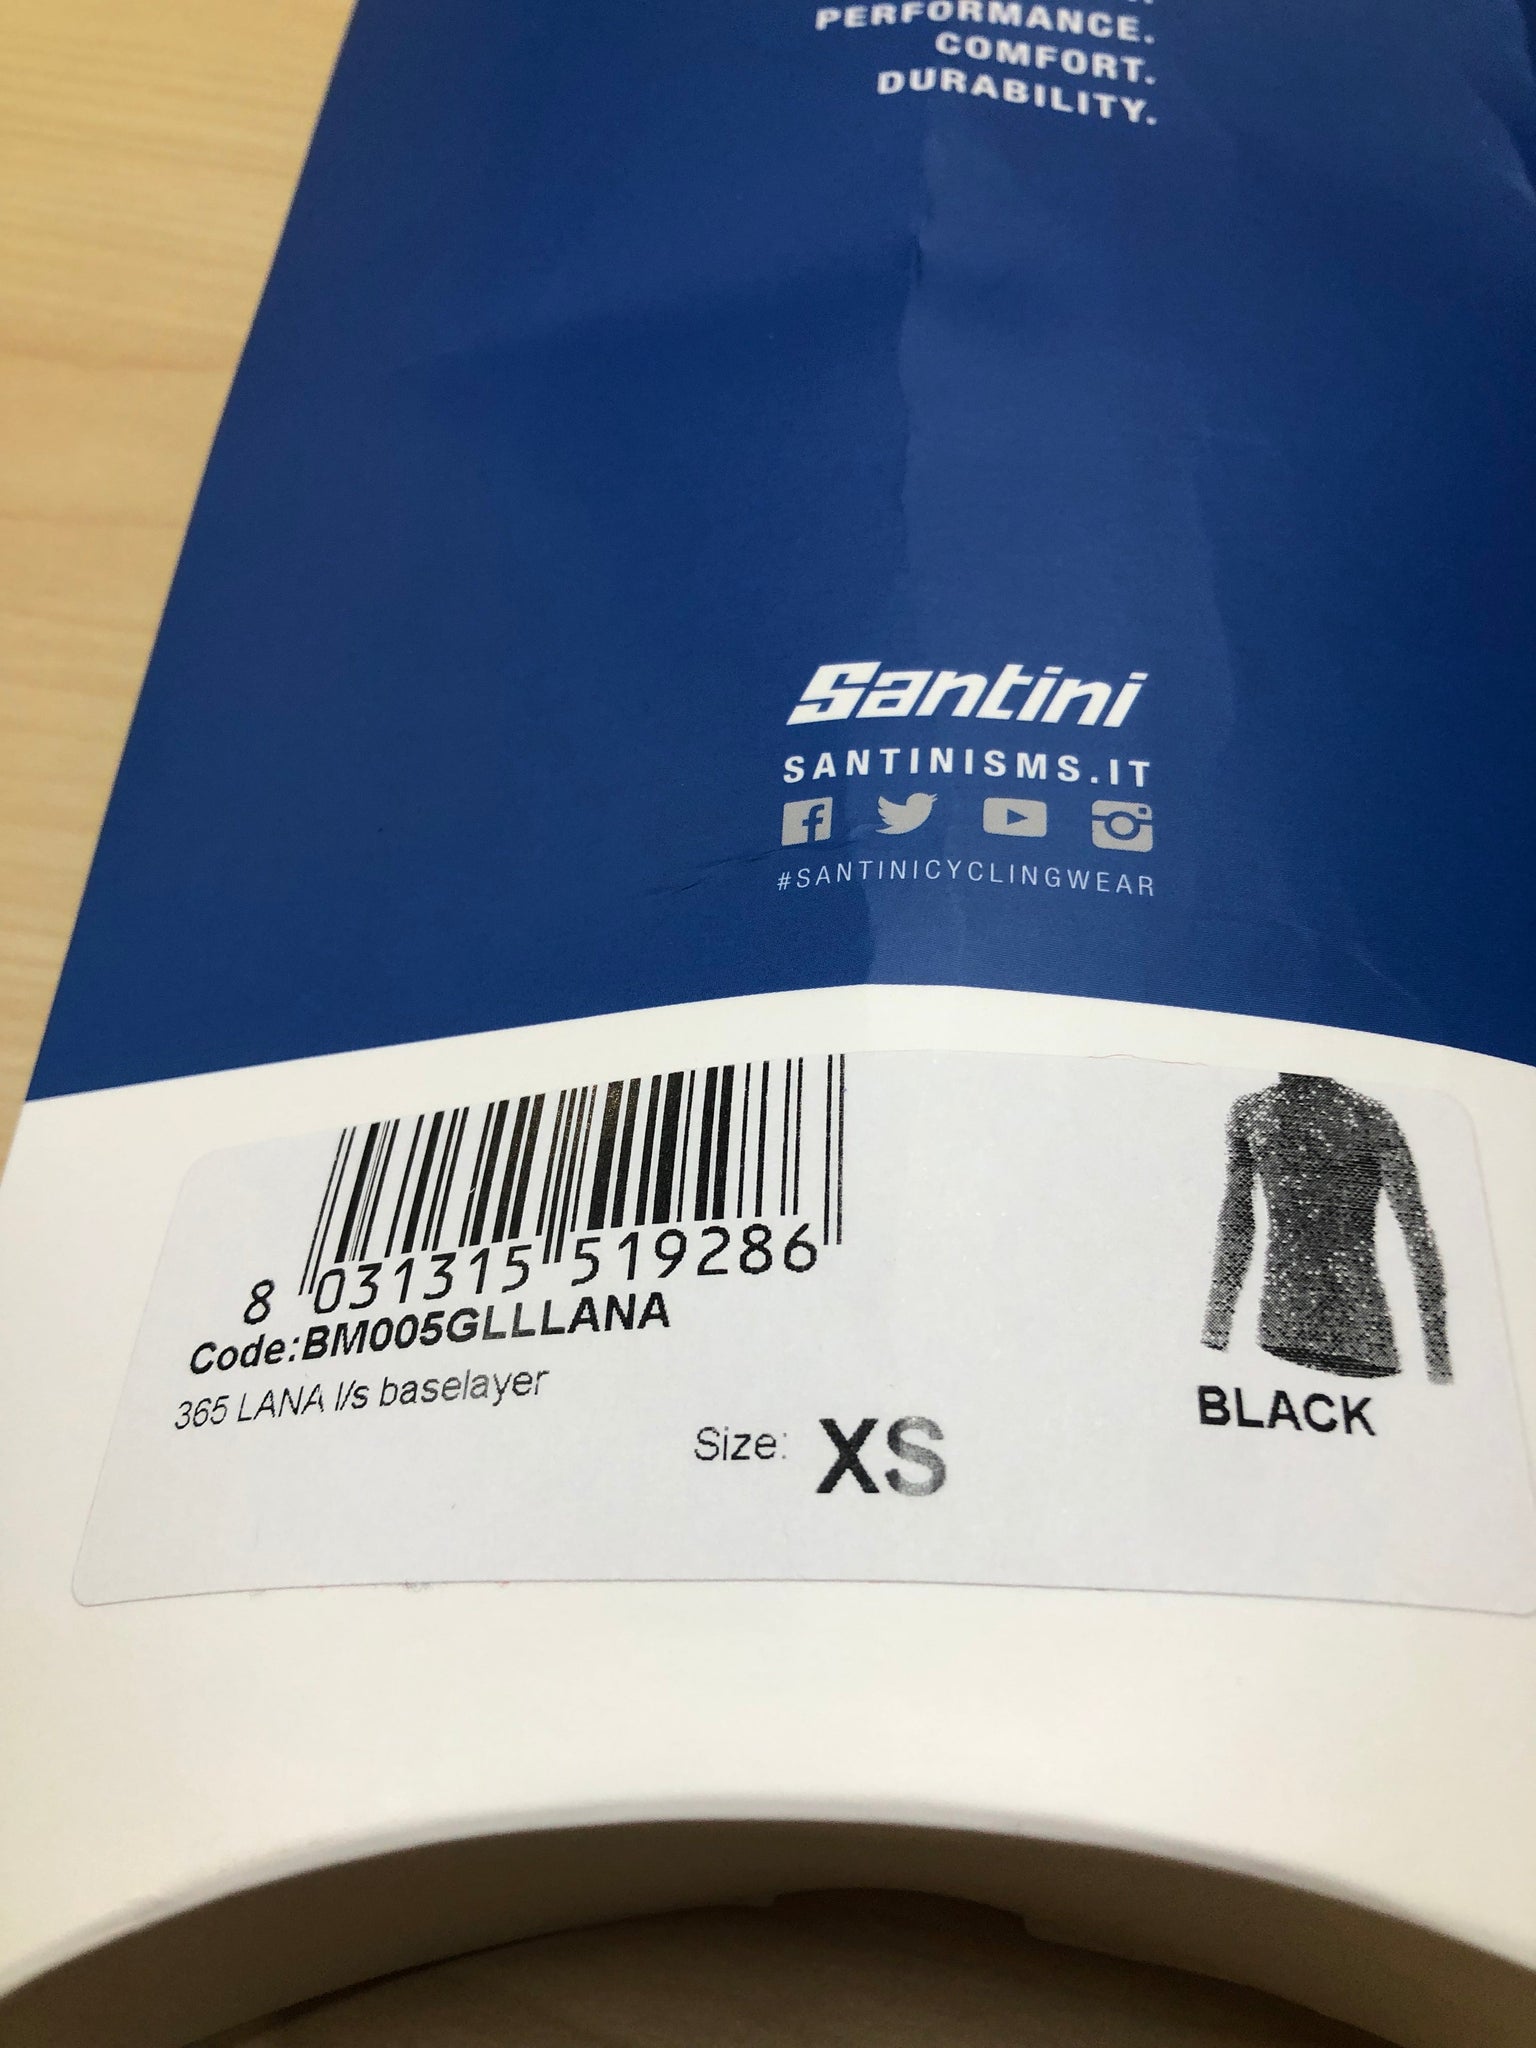 PERFORMANCE.
COMFORT.
DURABILITY.
Santini
SANTINISMS.IT
#SANTINICYCLINGWEAR
8 031315 519286
Code:BM005GLLLANA
365 LANA l/s baselayer
Size: XS
BLACK